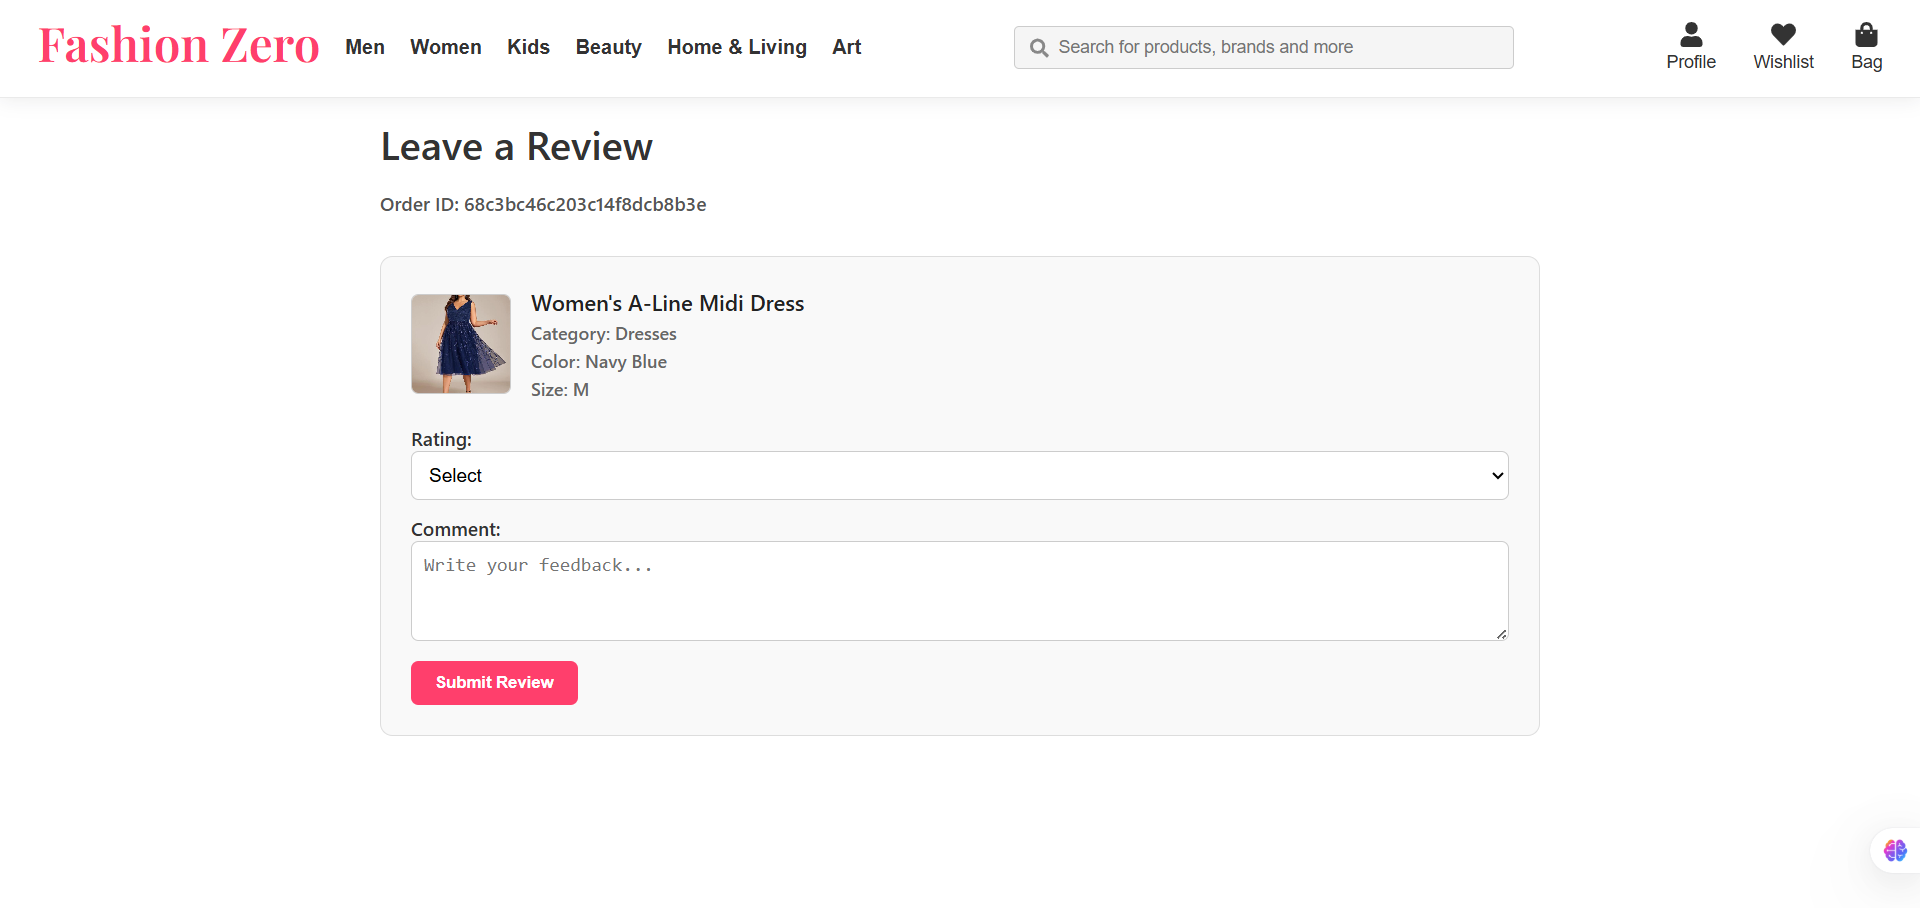 Fashion Zero Men Women Kids Beauty Home & Living Art Search for products, brands and more Profile Wishlist Bag
Leave a Review
Order ID: 68c3bc46c203c14f8dcb8b3e
Women's A-Line Midi Dress
Category: Dresses
Color: Navy Blue
Size: M
Rating:
Select
Comment:
Write your feedback...
Submit Review